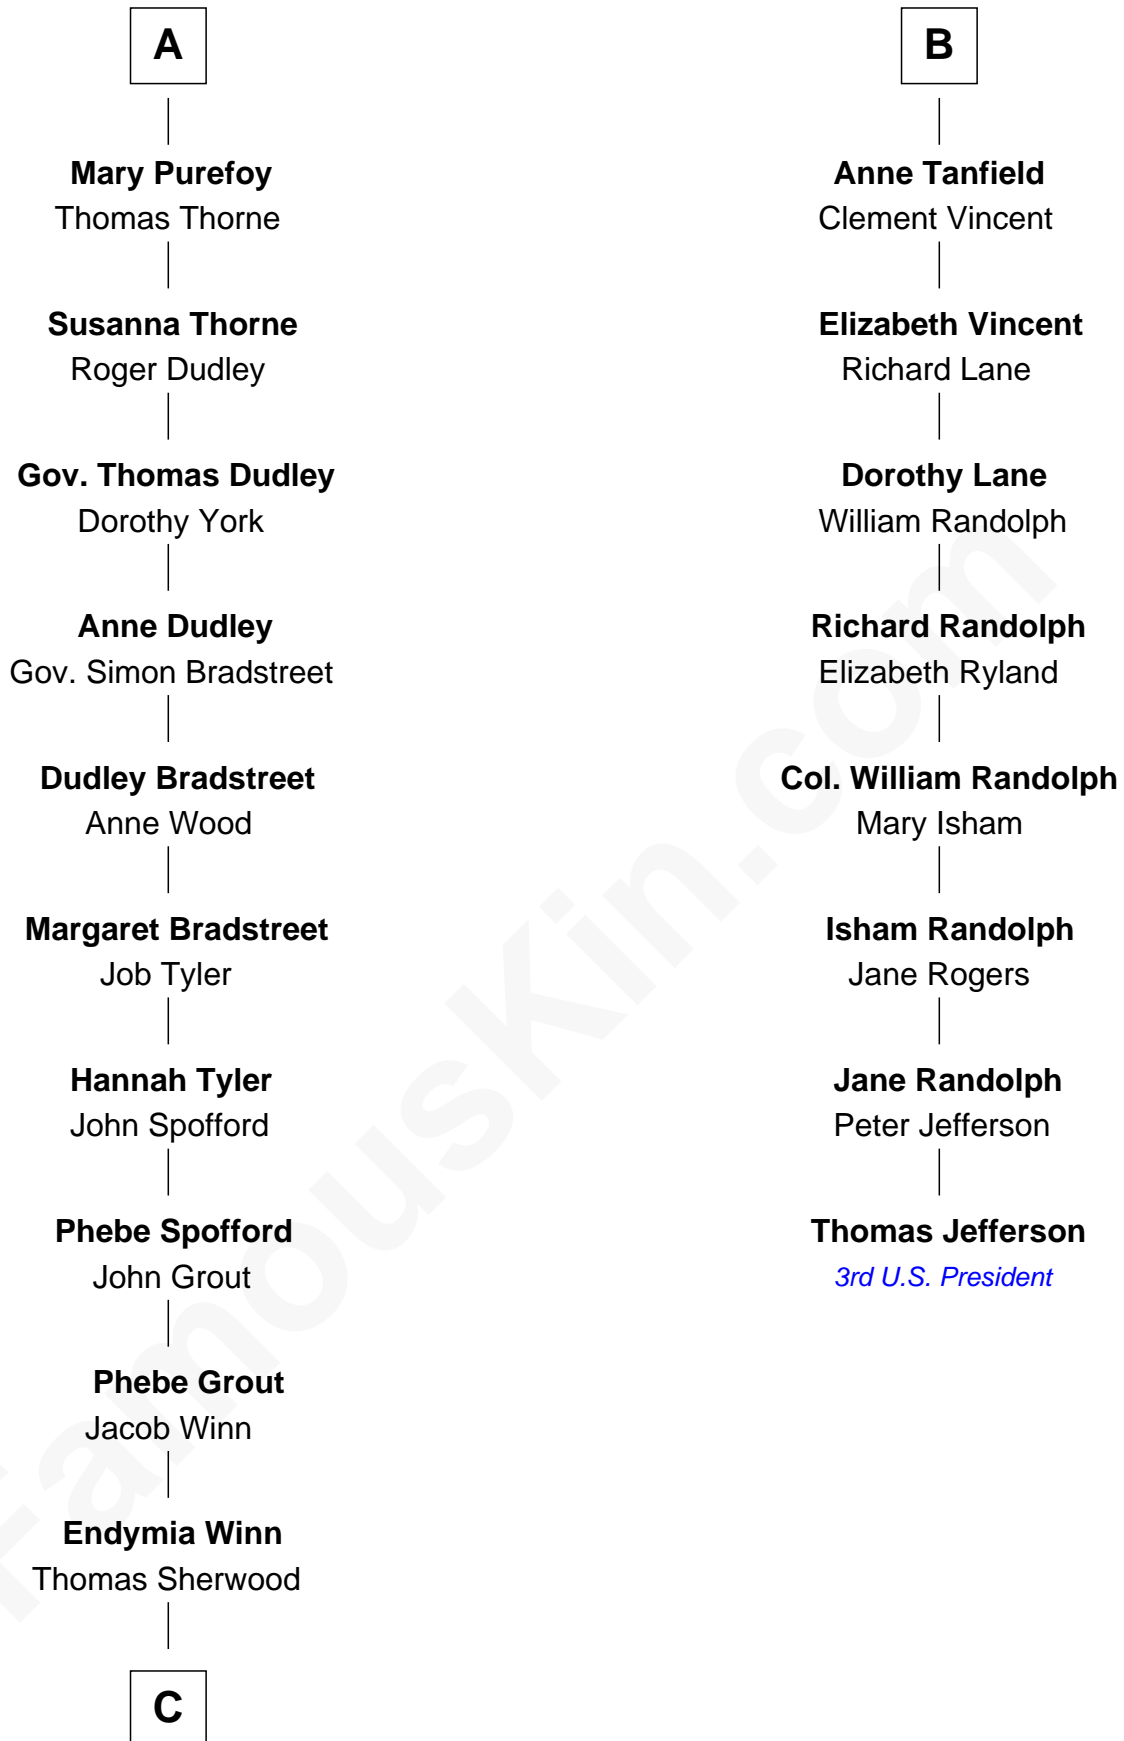 A
Mary Purefoy
Thomas Thorne
Susanna Thorne
Roger Dudley
Gov. Thomas Dudley
Dorothy York
Anne Dudley
Gov. Simon Bradstreet
Dudley Bradstreet
Anne Wood
Margaret Bradstreet
Job Tyler
Hannah Tyler
John Spofford
Phebe Spofford
John Grout
Phebe Grout
Jacob Winn
Endymia Winn
Thomas Sherwood
C
B
Anne Tanfield
Clement Vincent
Elizabeth Vincent
Richard Lane
Dorothy Lane
William Randolph
Richard Randolph
Elizabeth Ryland
Col. William Randolph
Mary Isham
Isham Randolph
Jane Rogers
Jane Randolph
Peter Jefferson
Thomas Jefferson
3rd U.S. President
FamousKin.com